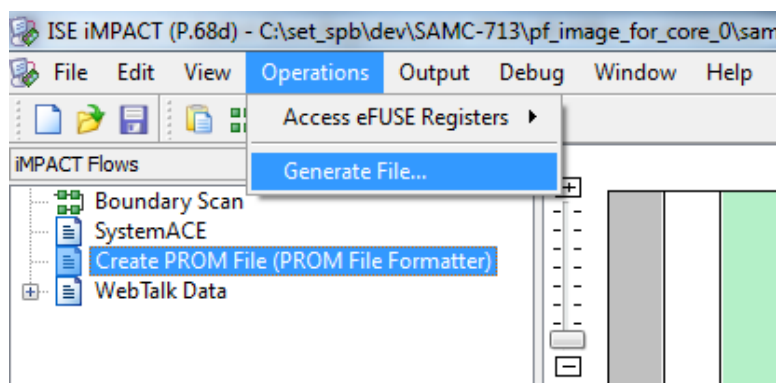 ISE iMPACT (P.68d) - C:\set_spb\dev\SAMC-713\pf_image_for_core_0\sam
File Edit View Operations Output Debug Window Help
Access eFUSE Registers
Generate File...
iMPACT Flows
Boundary Scan
SystemACE
Create PROM File (PROM File Formatter)
WebTalk Data